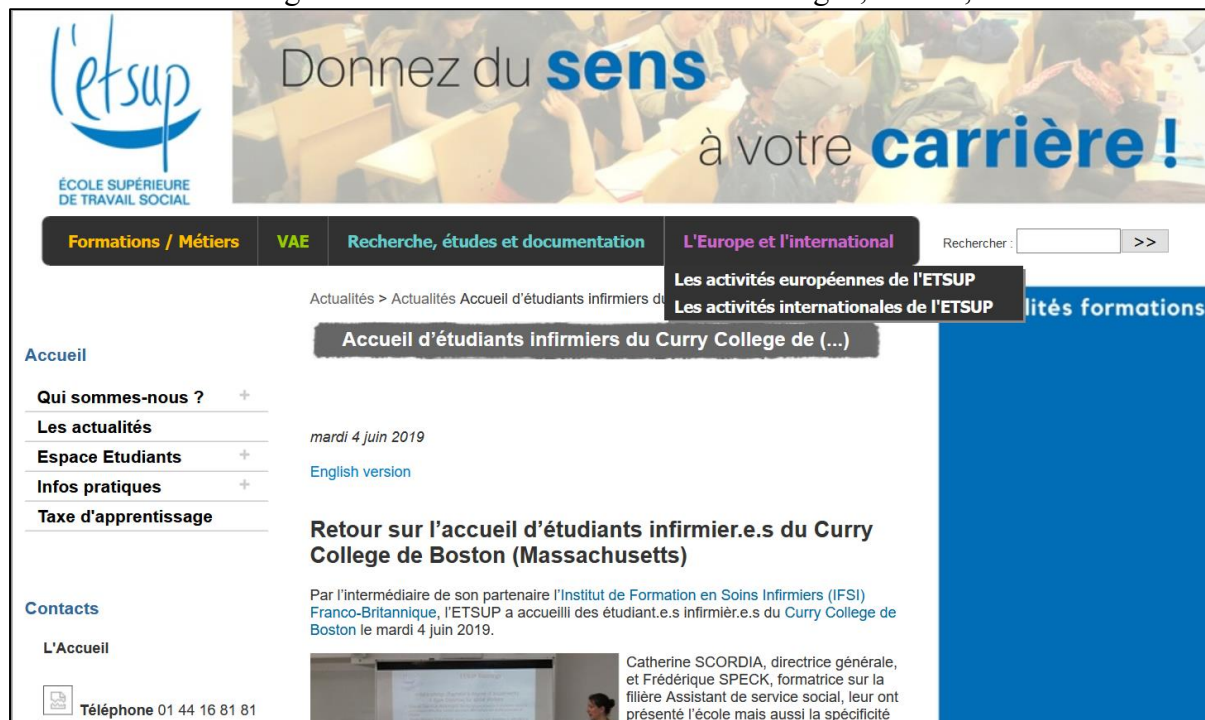 l'etsup
ÉCOLE SUPÉRIEURE
DE TRAVAIL SOCIAL
Donnez du sens
à votre carrière !
Formations / Métiers
VAE
Recherche, études et documentation
L'Europe et l'international
Rechercher :
>>
Les activités européennes de l'ETSUP
Les activités internationales de l'ETSUP
Actualités > Actualités Accueil d'étudiants infirmiers du
lités formations
Accueil d'étudiants infirmiers du Curry College de (...)
Accueil
Qui sommes-nous ? +
Les actualités
Espace Etudiants +
Infos pratiques +
Taxe d'apprentissage
Contacts
L'Accueil
Téléphone 01 44 16 81 81
mardi 4 juin 2019
English version
Retour sur l'accueil d'étudiants infirmier.e.s du Curry
College de Boston (Massachusetts)
Par l'intermédiaire de son partenaire l'Institut de Formation en Soins Infirmiers (IFSI)
Franco-Britannique, l'ETSUP a accueilli des étudiant.e.s infirmièr.e.s du Curry College de
Boston le mardi 4 juin 2019.
Catherine SCORDIA, directrice générale,
et Frédérique SPECK, formatrice sur la
filière Assistant de service social, leur ont
présenté l'école mais aussi la spécificité